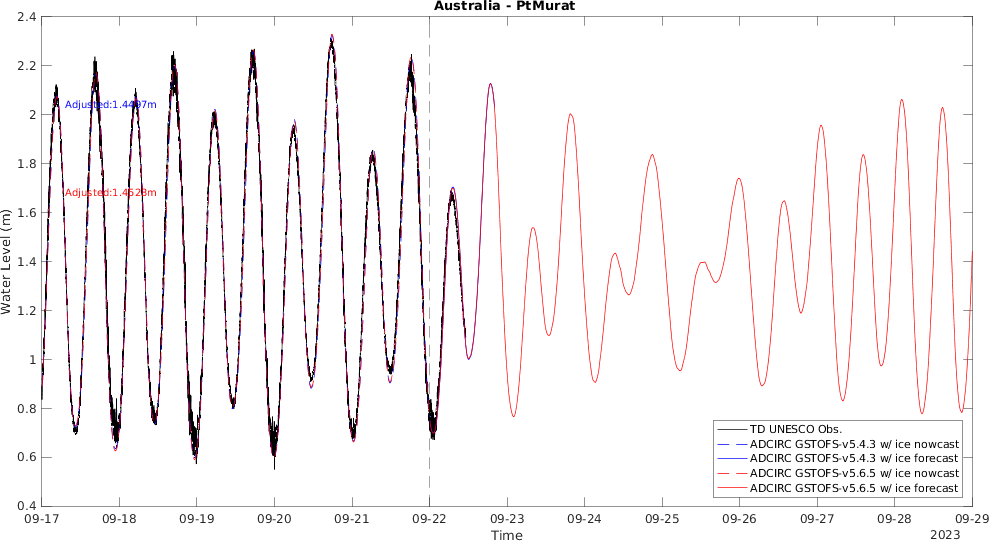 Australia - PtMurat
2.4
2.2
2
1.8
1.6
1.4
1.2
1
0.8
0.6
0.4
Water Level (m)
Adjusted:1.4497m
Adjusted:1.4523m
TD UNESCO Obs.
ADCIRC GSTOFS-v5.4.3 w/ ice nowcast
ADCIRC GSTOFS-v5.4.3 w/ ice forecast
ADCIRC GSTOFS-v5.6.5 w/ ice nowcast
ADCIRC GSTOFS-v5.6.5 w/ ice forecast
09-17 09-18 09-19 09-20 09-21 09-22 09-23 09-24 09-25 09-26 09-27 09-28 09-29
Time
2023